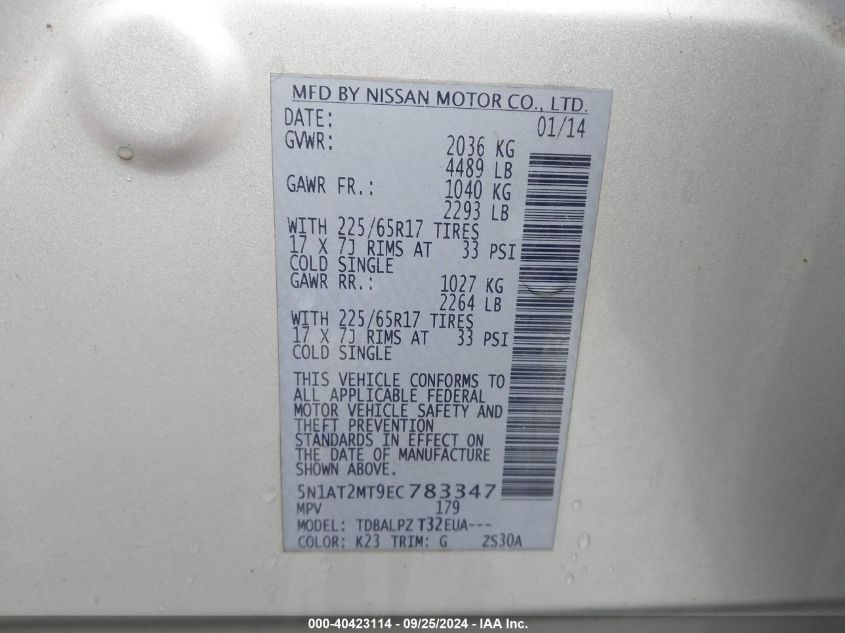 MFD BY NISSAN MOTOR CO., LTD.
DATE: 01/14
GVWR: 2036 KG
4489 LB
GAWR FR.: 1040 KG
2293 LB
WITH 225/65R17 TIRES
17 X 7J RIMS AT 33 PSI
COLD SINGLE
GAWR RR.: 1027 KG
2264 LB
WITH 225/65R17 TIRES
17 X 7J RIMS AT 33 PSI
COLD SINGLE
THIS VEHICLE CONFORMS TO
ALL APPLICABLE FEDERAL
MOTOR VEHICLE SAFETY AND
THEFT PREVENTION
STANDARDS IN EFFECT ON
THE DATE OF MANUFACTURE
SHOWN ABOVE.
5N1AT2MT9EC783347
MPV 179
MODEL: TDBALPZ T32EUA---
COLOR: K23 TRIM: G ZS30A
000-40423114 - 09/25/2024 - IAA Inc.